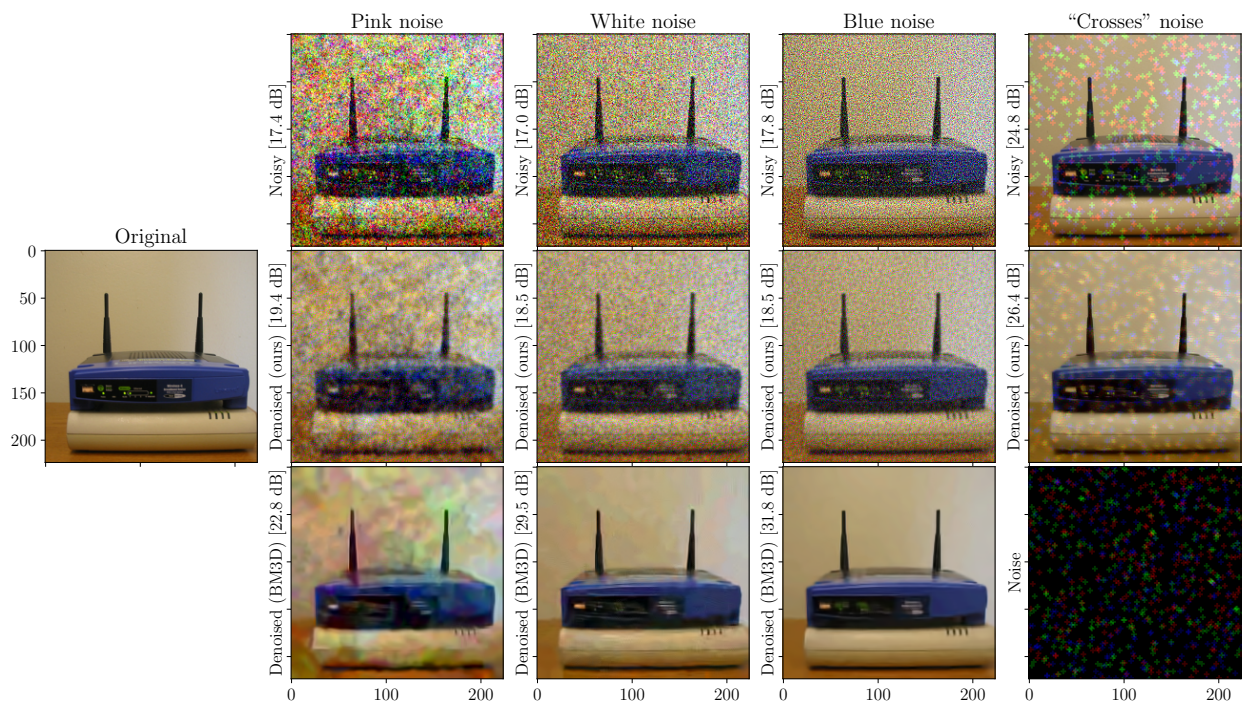 Pink noise
White noise
Blue noise
“Crosses” noise
Noisy [17.4 dB]
Noisy [17.0 dB]
Noisy [17.8 dB]
Noisy [24.8 dB]
Original
0
50
100
150
200
Denoised (ours) [19.4 dB]
Denoised (ours) [18.5 dB]
Denoised (ours) [18.5 dB]
Denoised (ours) [26.4 dB]
Denoised (BM3D) [22.8 dB]
Denoised (BM3D) [29.5 dB]
Denoised (BM3D) [31.8 dB]
Noise
0 100 200
0 100 200
0 100 200
0 100 200